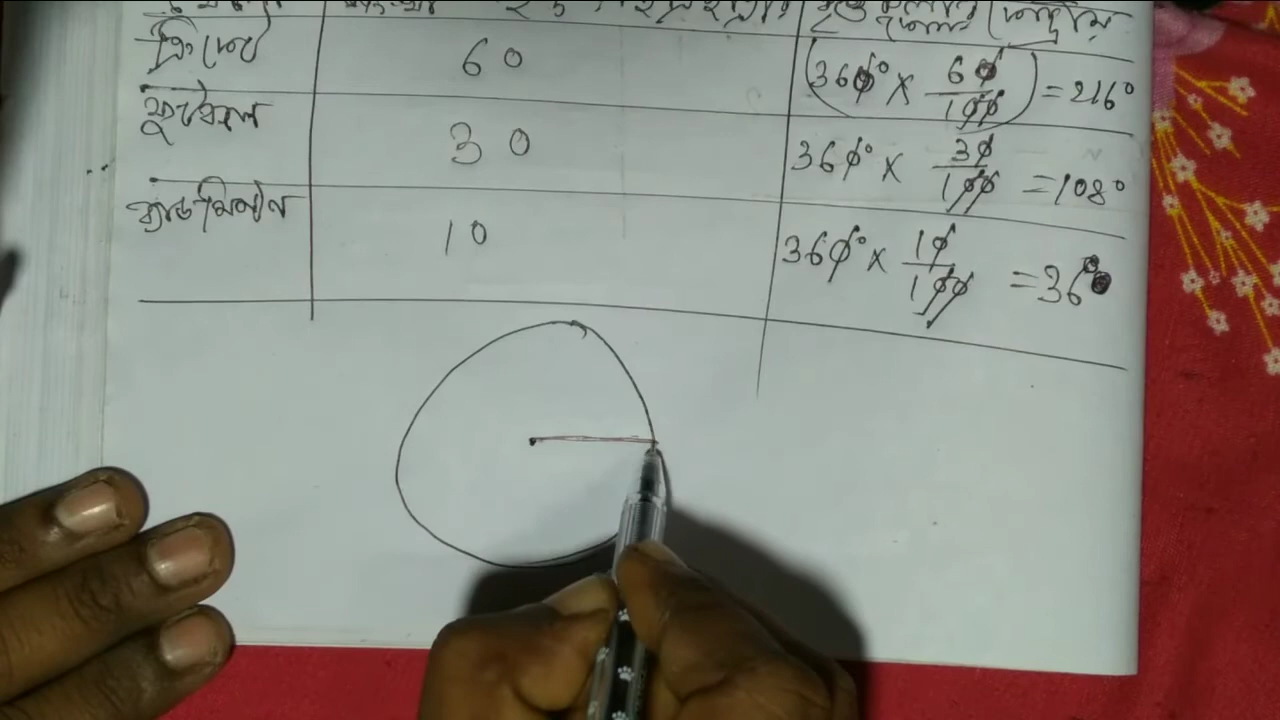 ক্রিকেট 60 (360° × 60/100) = 216°
ফুটবল 30 360° × 30/100 = 108°
ব্যাডমিন্টন 10 360° × 10/100 = 36°